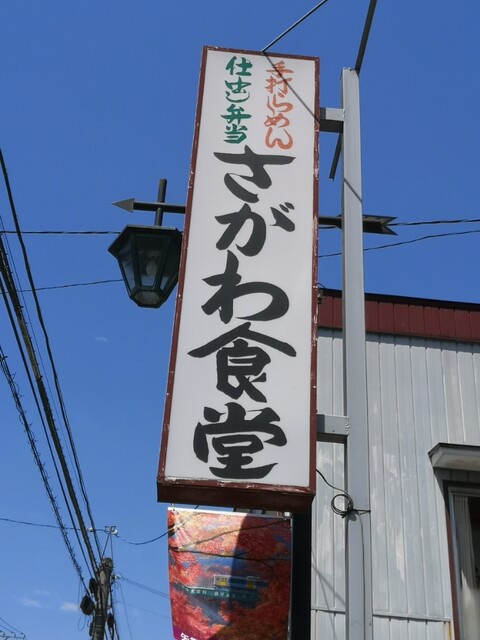 手打らーめん
仕出し弁当
さがわ食堂